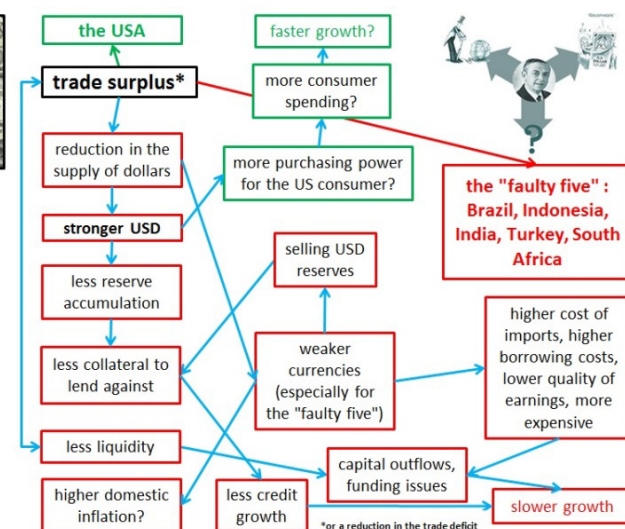 the USA
trade surplus*
reduction in the
supply of dollars
stronger USD
less reserve
accumulation
less collateral to
lend against
less liquidity
higher domestic
inflation?
faster growth?
more consumer
spending?
more purchasing power
for the US consumer?
selling USD
reserves
weaker
currencies
(especially for
the "faulty five")
capital outflows,
funding issues
less credit
growth
?
the "faulty five" :
Brazil, Indonesia,
India, Turkey, South
Africa
higher cost of
imports, higher
borrowing costs,
lower quality of
earnings, more
expensive
slower growth
*or a reduction in the trade deficit